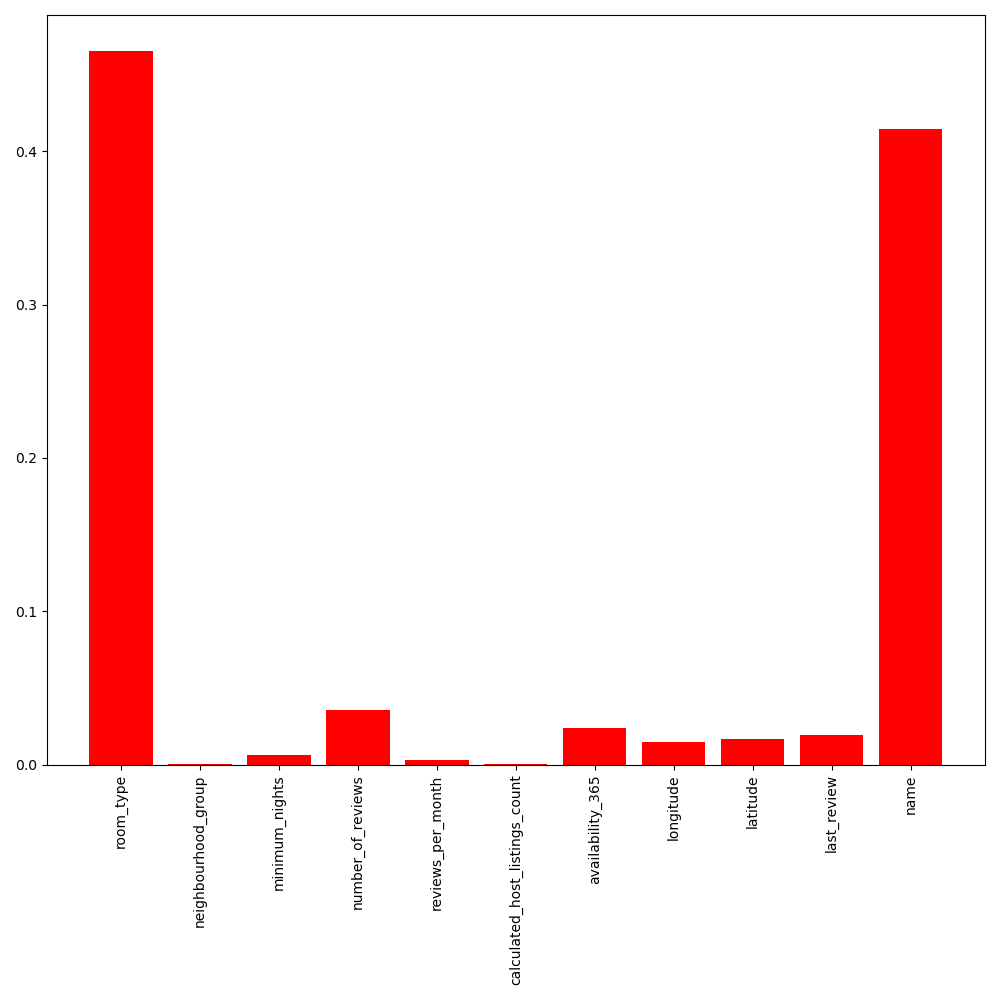 0.4
0.3
0.2
0.1
0.0
room_type
neighbourhood_group
minimum_nights
number_of_reviews
reviews_per_month
calculated_host_listings_count
availability_365
longitude
latitude
last_review
name